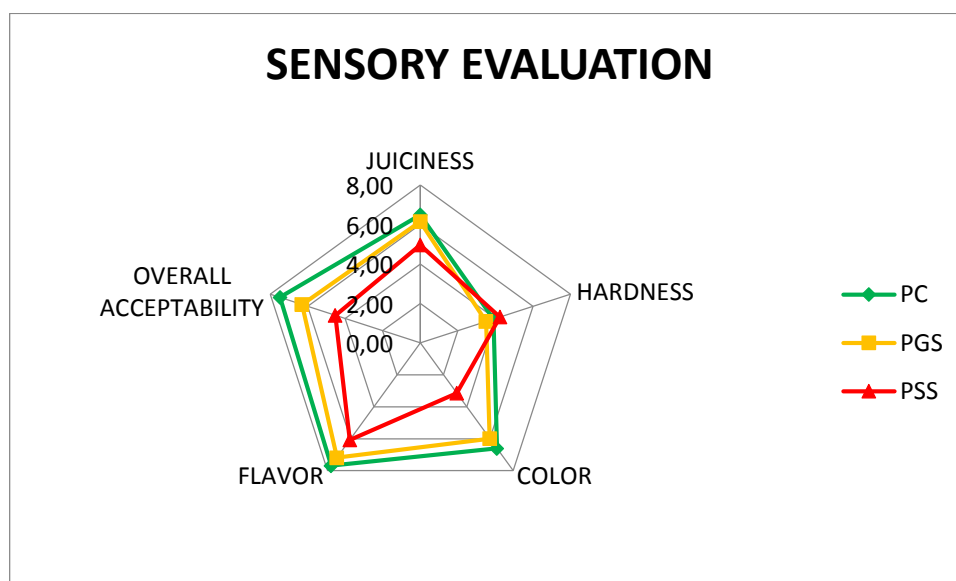 SENSORY EVALUATION
JUICINESS
8,00
6,00
4,00
2,00
0,00
HARDNESS
COLOR
FLAVOR
OVERALL
ACCEPTABILITY
PC
PGS
PSS